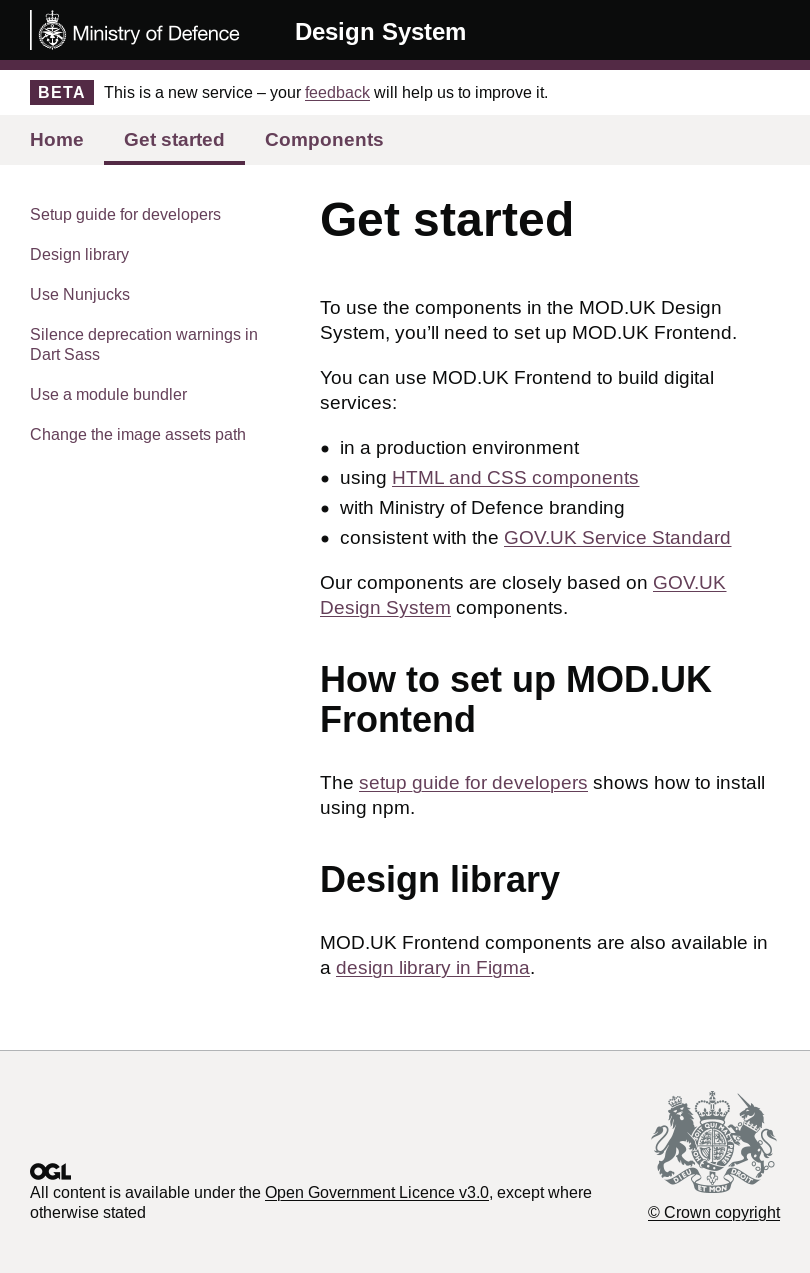 Ministry of Defence
Design System
BETA
This is a new service – your feedback will help us to improve it.
Home
Get started
Components
Setup guide for developers
Design library
Use Nunjucks
Silence deprecation warnings in
Dart Sass
Use a module bundler
Change the image assets path
Get started
To use the components in the MOD.UK Design
System, you’ll need to set up MOD.UK Frontend.
You can use MOD.UK Frontend to build digital
services:
• in a production environment
• using HTML and CSS components
• with Ministry of Defence branding
• consistent with the GOV.UK Service Standard
Our components are closely based on GOV.UK
Design System components.
How to set up MOD.UK
Frontend
The setup guide for developers shows how to install
using npm.
Design library
MOD.UK Frontend components are also available in
a design library in Figma.
OGL
All content is available under the Open Government Licence v3.0, except where
otherwise stated
© Crown copyright